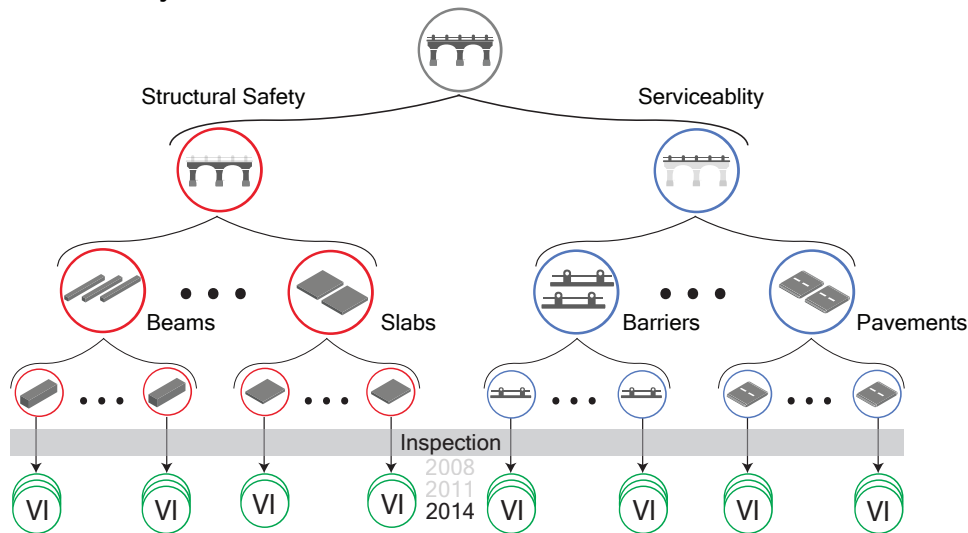 Structural Safety
Serviceablity
Beams
Slabs
Barriers
Pavements
Inspection
2008
2011
2014
VI
VI
VI
VI
VI
VI
VI
VI